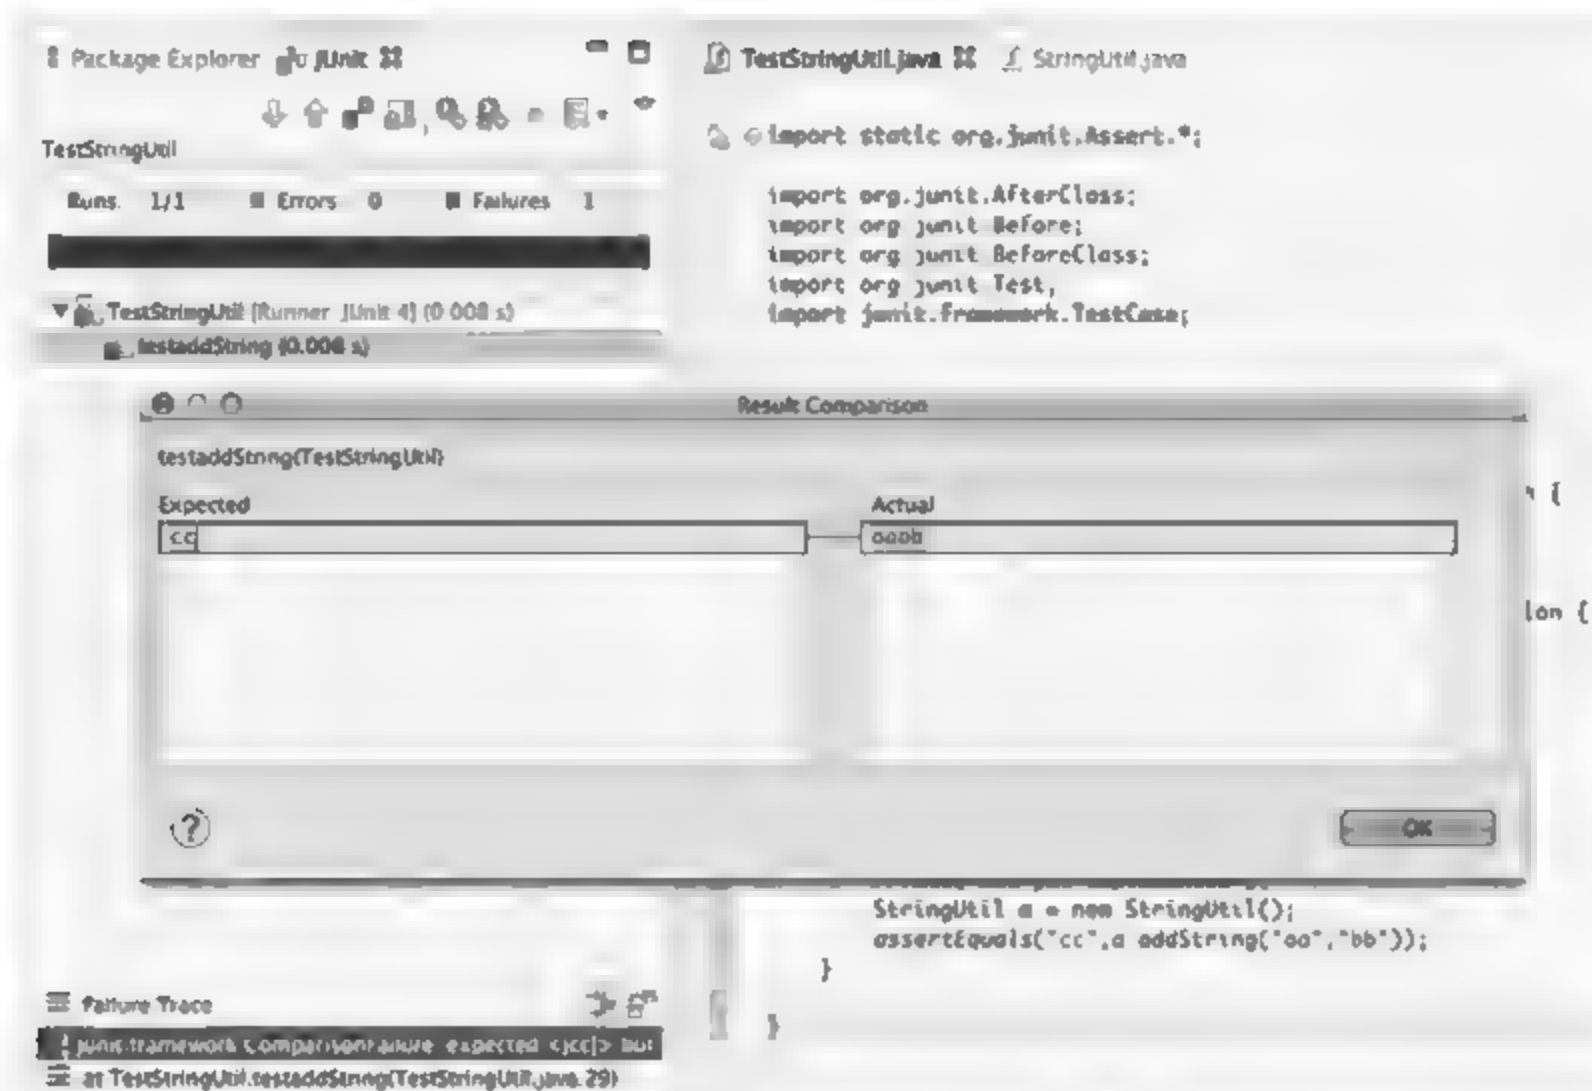 Package Explorer JUnit
TestStringUtil
Runs: 1/1 Errors 0 Failures 1
TestStringUtil [Runner JUnit 4] (0.008 s)
testaddString (0.008 s)
TestStringUtil.java StringUtil.java
import static org.junit.Assert.*;
import org.junit.AfterClass;
import org.junit.Before;
import org.junit.BeforeClass;
import org.junit.Test;
import junit.framework.TestCase;
Result Comparison
testaddString(TestStringUtil)
Expected Actual
cc aabb
{
ion {
OK
StringUtil a = new StringUtil();
assertEquals("cc",a.addString("aa","bb"));
}
}
Failure Trace
junit.framework.ComparisonFailure: expected:<[cc]> but
at TestStringUtil.testaddString(TestStringUtil.java:29)